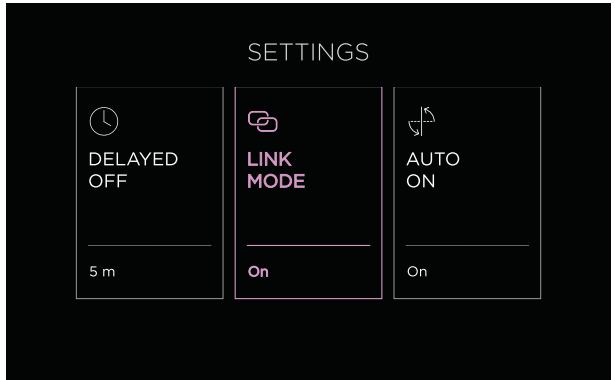 SETTINGS
DELAYED
OFF
5 m
LINK
MODE
On
AUTO
ON
On